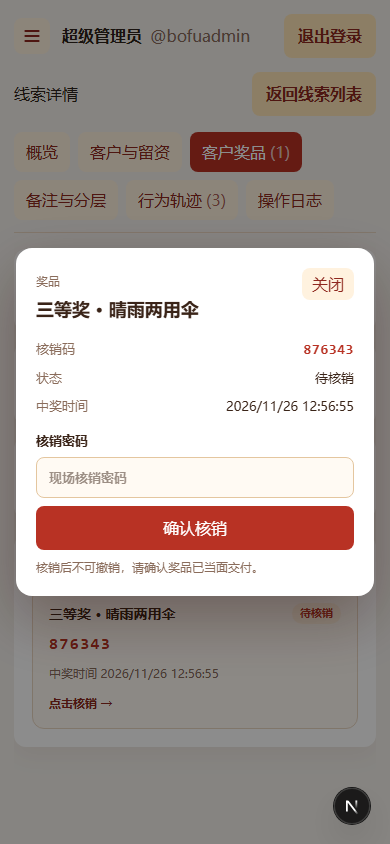 超级管理员 @bofuadmin 退出登录
线索详情 返回线索列表
概览 客户与留资 客户奖品 (1)
备注与分层 行为轨迹 (3) 操作日志
奖品 关闭
三等奖 • 晴雨两用伞
核销码 876343
状态 待核销
中奖时间 2026/11/26 12:56:55
核销密码
现场核销密码
确认核销
核销后不可撤销，请确认奖品已当面交付。
三等奖 • 晴雨两用伞 待核销
876343
中奖时间 2026/11/26 12:56:55
点击核销 →
N